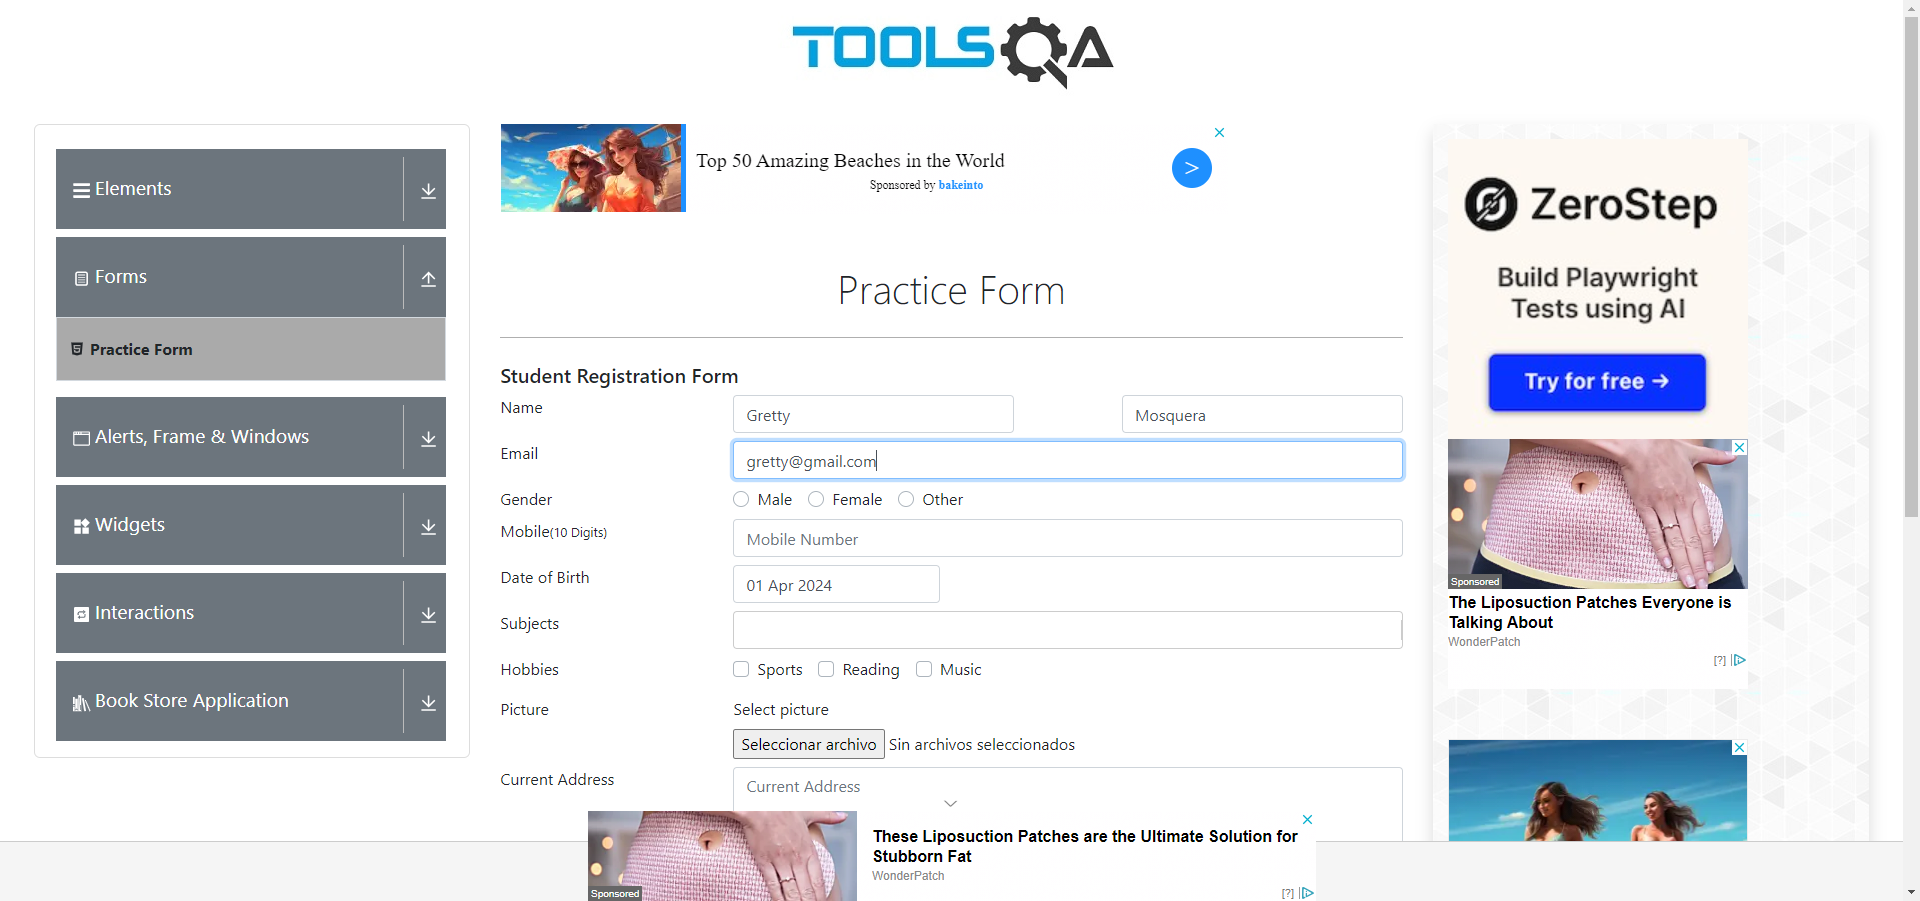 TOOLSQA
Elements
Forms
Practice Form
Alerts, Frame & Windows
Widgets
Interactions
Book Store Application
Top 50 Amazing Beaches in the World
Sponsored by bakeinto
>
Practice Form
Student Registration Form
Name Gretty Mosquera
Email gretty@gmail.com
Gender Male Female Other
Mobile(10 Digits) Mobile Number
Date of Birth 01 Apr 2024
Subjects
Hobbies Sports Reading Music
Picture Select picture
Seleccionar archivo Sin archivos seleccionados
Current Address Current Address
Sponsored
These Liposuction Patches are the Ultimate Solution for
Stubborn Fat
WonderPatch
[?]
ZeroStep
Build Playwright
Tests using AI
Try for free →
Sponsored
The Liposuction Patches Everyone is
Talking About
WonderPatch
[?]